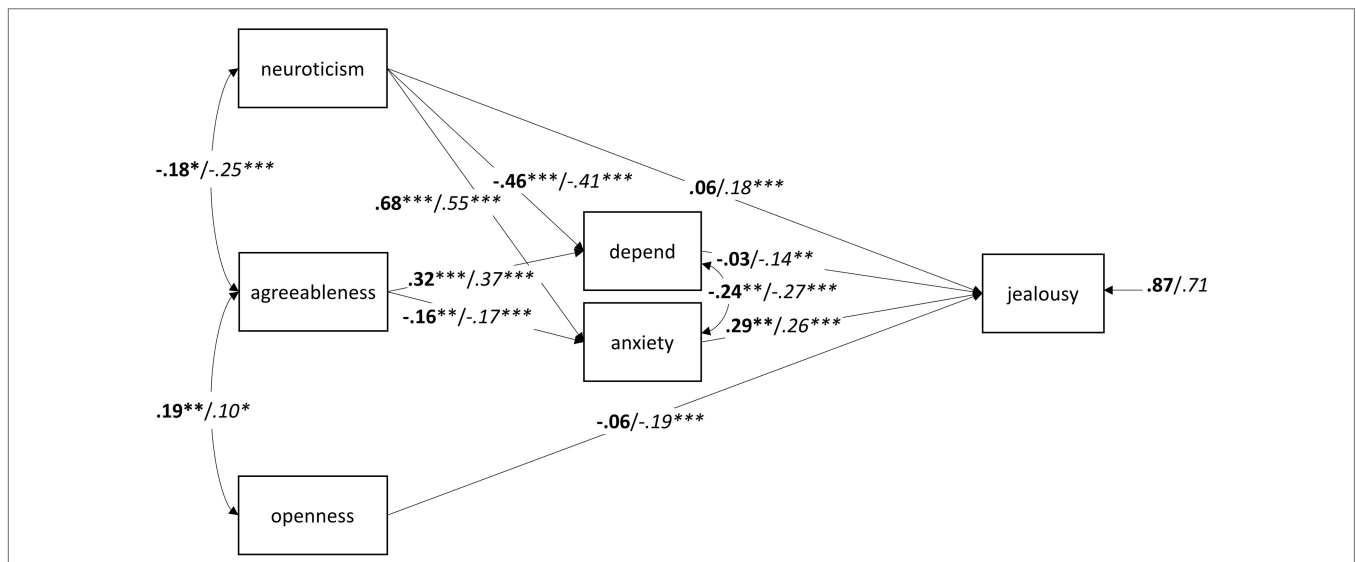 neuroticism
-.18*/-.25***
-.46***/-.41***
.06/.18***
.68***/.55***
depend
-.03/-.14**
agreeableness
.32***/.37***
-.24**/-.27***
jealousy
.87/.71
-.16**/-.17***
anxiety
.29**/.26***
.19**/.10*
-.06/-.19***
openness